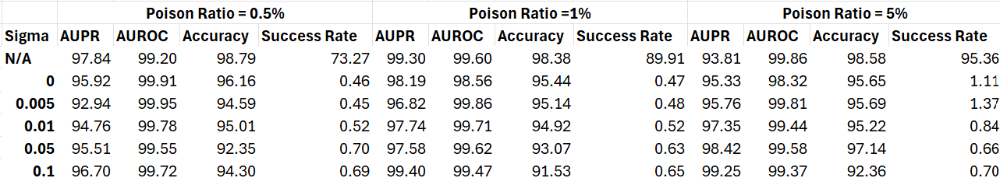 Poison Ratio = 0.5% Poison Ratio =1% Poison Ratio = 5%
Sigma AUPR AUROC Accuracy Success Rate AUPR AUROC Accuracy Success Rate AUPR AUROC Accuracy Success Rate
N/A 97.84 99.20 98.79 73.27 99.30 99.60 98.38 89.91 93.81 99.86 98.58 95.36
0 95.92 99.91 96.16 0.46 98.19 98.56 95.44 0.47 95.33 98.32 95.65 1.11
0.005 92.94 99.95 94.59 0.45 96.82 99.86 95.14 0.48 95.76 99.81 95.69 1.37
0.01 94.76 99.78 95.01 0.52 97.74 99.71 94.92 0.52 97.35 99.44 95.22 0.84
0.05 95.51 99.55 92.35 0.70 97.58 99.62 93.07 0.63 98.42 99.58 97.14 0.66
0.1 96.70 99.72 94.30 0.69 99.40 99.47 91.53 0.65 99.25 99.37 92.36 0.70